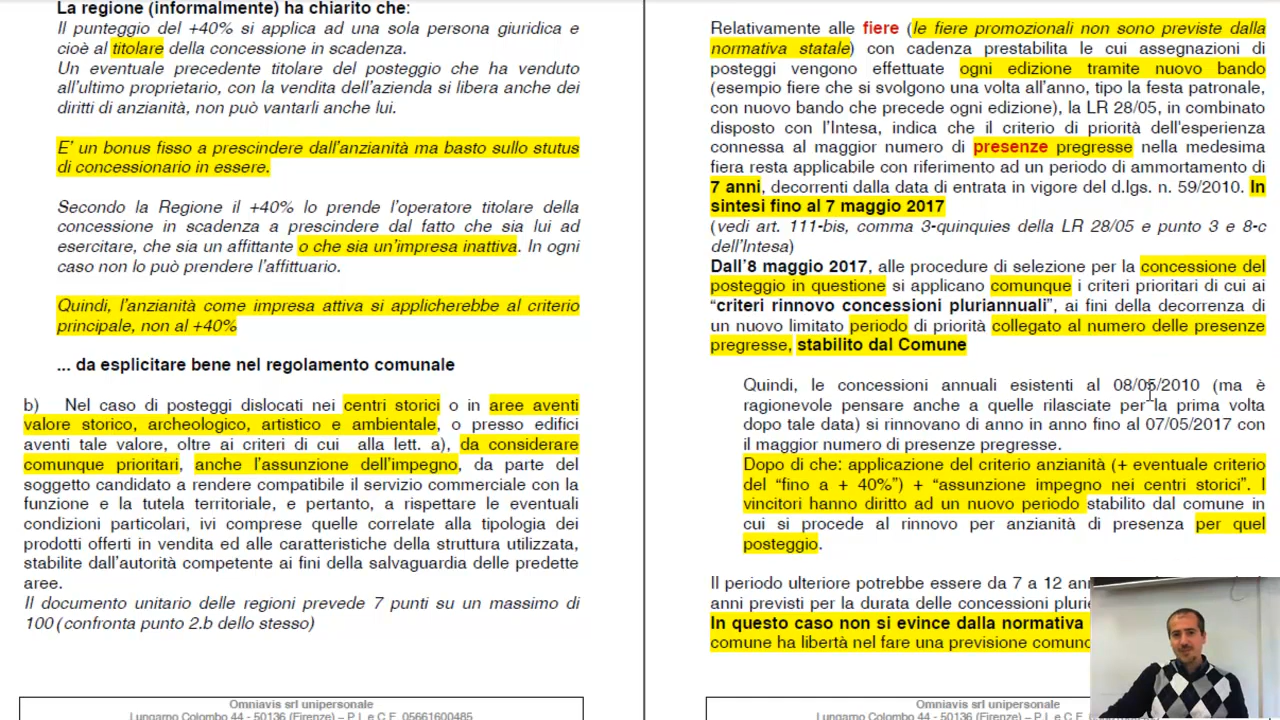 La regione (informalmente) ha chiarito che:
Il punteggio del +40% si applica ad una sola persona giuridica e
cioè al titolare della concessione in scadenza.
Un eventuale precedente titolare del posteggio che ha venduto
all'ultimo proprietario, con la vendita dell'azienda si libera anche dei
diritti di anzianità, non può vantarli anche lui.
E' un bonus fisso a prescindere dall'anzianità ma basto sullo stutus
di concessionario in essere.
Secondo la Regione il +40% lo prende l'operatore titolare della
concessione in scadenza a prescindere dal fatto che sia lui ad
esercitare, che sia un affittante o che sia un'impresa inattiva. In ogni
caso non lo può prendere l'affittuario.
Quindi, l'anzianità come impresa attiva si applicherebbe al criterio
principale, non al +40%
... da esplicitare bene nel regolamento comunale
b) Nel caso di posteggi dislocati nei centri storici o in aree aventi
valore storico, archeologico, artistico e ambientale, o presso edifici
aventi tale valore, oltre ai criteri di cui alla lett. a), da considerare
comunque prioritari, anche l'assunzione dell'impegno, da parte del
soggetto candidato a rendere compatibile il servizio commerciale con la
funzione e la tutela territoriale, e pertanto, a rispettare le eventuali
condizioni particolari, ivi comprese quelle correlate alla tipologia dei
prodotti offerti in vendita ed alle caratteristiche della struttura utilizzata,
stabilite dall'autorità competente ai fini della salvaguardia delle predette
aree.
Il documento unitario delle regioni prevede 7 punti su un massimo di
100 (confronta punto 2.b dello stesso)
Omniavis srl unipersonale
Lungarno Colombo 44 - 50136 (Firenze) – P.I. e C.F. 05661600485
Relativamente alle fiere (le fiere promozionali non sono previste dalla
normativa statale) con cadenza prestabilita le cui assegnazioni di
posteggi vengono effettuate ogni edizione tramite nuovo bando
(esempio fiere che si svolgono una volta all'anno, tipo la festa patronale,
con nuovo bando che precede ogni edizione), la LR 28/05, in combinato
disposto con l'Intesa, indica che il criterio di priorità dell'esperienza
connessa al maggior numero di presenze pregresse nella medesima
fiera resta applicabile con riferimento ad un periodo di ammortamento di
7 anni, decorrenti dalla data di entrata in vigore del d.lgs. n. 59/2010. In
sintesi fino al 7 maggio 2017
(vedi art. 111-bis, comma 3-quinquies della LR 28/05 e punto 3 e 8-c
dell'Intesa)
Dall'8 maggio 2017, alle procedure di selezione per la concessione del
posteggio in questione si applicano comunque i criteri prioritari di cui ai
“criteri rinnovo concessioni pluriannuali”, ai fini della decorrenza di
un nuovo limitato periodo di priorità collegato al numero delle presenze
pregresse, stabilito dal Comune
Quindi, le concessioni annuali esistenti al 08/05/2010 (ma è
ragionevole pensare anche a quelle rilasciate per la prima volta
dopo tale data) si rinnovano di anno in anno fino al 07/05/2017 con
il maggior numero di presenze pregresse.
Dopo di che: applicazione del criterio anzianità (+ eventuale criterio
del “fino a + 40%”) + “assunzione impegno nei centri storici”. I
vincitori hanno diritto ad un nuovo periodo stabilito dal comune in
cui si procede al rinnovo per anzianità di presenza per quel
posteggio.
Il periodo ulteriore potrebbe essere da 7 a 12
anni previsti per la durata delle concessioni
In questo caso non si evince dalla normativa
comune ha libertà nel fare una previsione
Omniavis srl unipersonale
Lungarno Colombo 44 - 50136 (Firenze) – P.I. e C.F. 05661600485